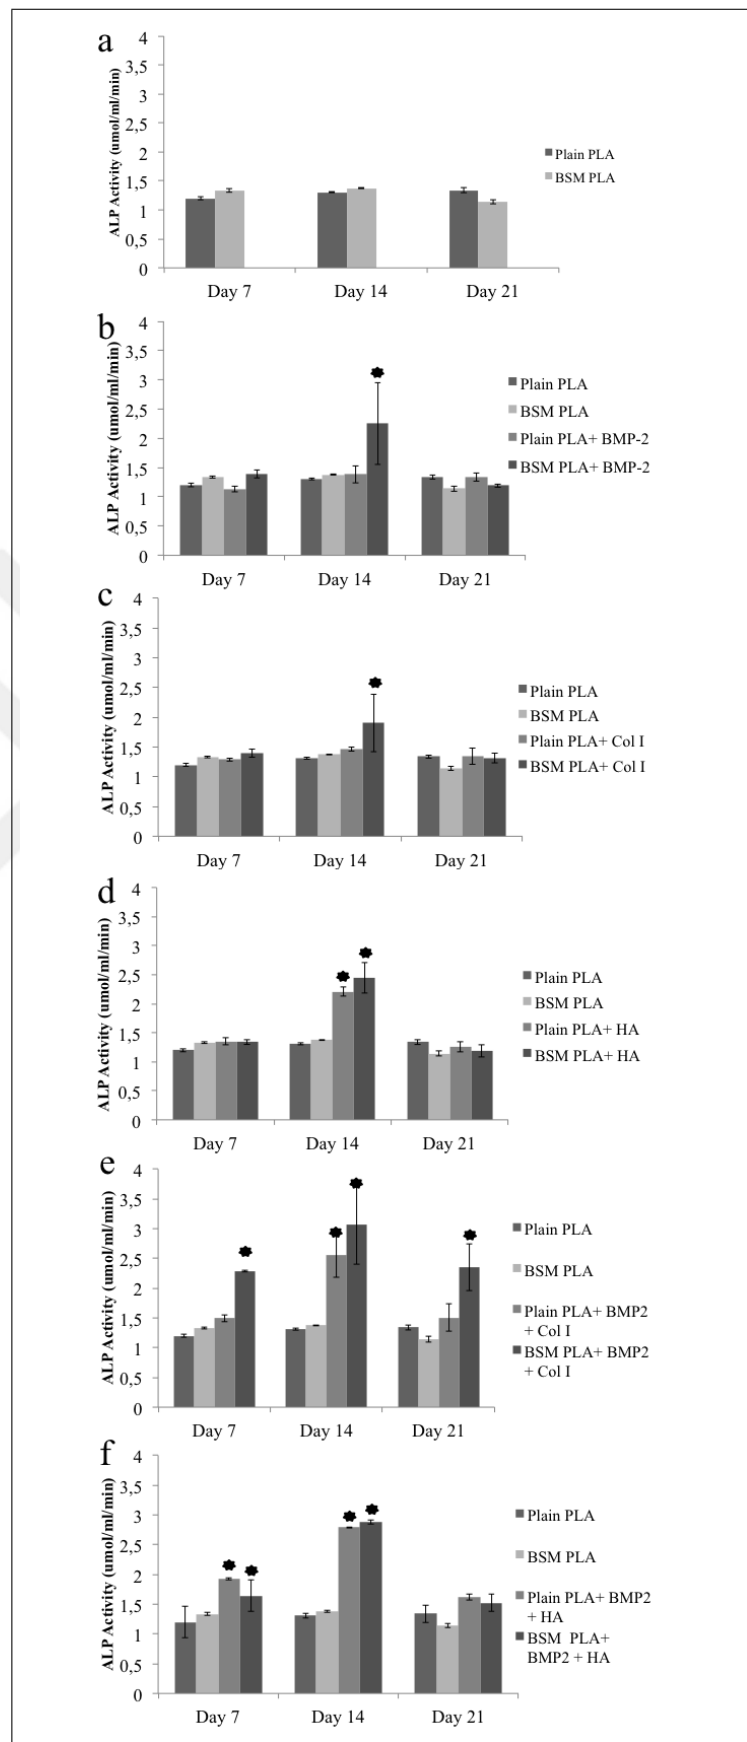 a
ALP Activity (umol/ml/min)
4
3,5
3
2,5
2
1,5
1
0,5
0
Day 7
Day 14
Day 21
Plain PLA
BSM PLA
b
ALP Activity (umol/ml/min)
4
3,5
3
2,5
2
1,5
1
0,5
0
Day 7
Day 14
Day 21
Plain PLA
BSM PLA
Plain PLA+ BMP-2
BSM PLA+ BMP-2
c
ALP Activity (umol/ml/min)
4
3,5
3
2,5
2
1,5
1
0,5
0
Day 7
Day 14
Day 21
Plain PLA
BSM PLA
Plain PLA+ Col I
BSM PLA+ Col I
d
ALP Activity (umol/ml/min)
4
3,5
3
2,5
2
1,5
1
0,5
0
Day 7
Day 14
Day 21
Plain PLA
BSM PLA
Plain PLA+ HA
BSM PLA+ HA
e
ALP Activity (umol/ml/min)
4
3,5
3
2,5
2
1,5
1
0,5
0
Day 7
Day 14
Day 21
Plain PLA
BSM PLA
Plain PLA+ BMP2
+ Col I
BSM PLA+ BMP2
+ Col I
f
ALP Activity (umol/ml/min)
4
3,5
3
2,5
2
1,5
1
0,5
0
Day 7
Day 14
Day 21
Plain PLA
BSM PLA
Plain PLA+ BMP2
+ HA
BSM PLA+
BMP2 + HA